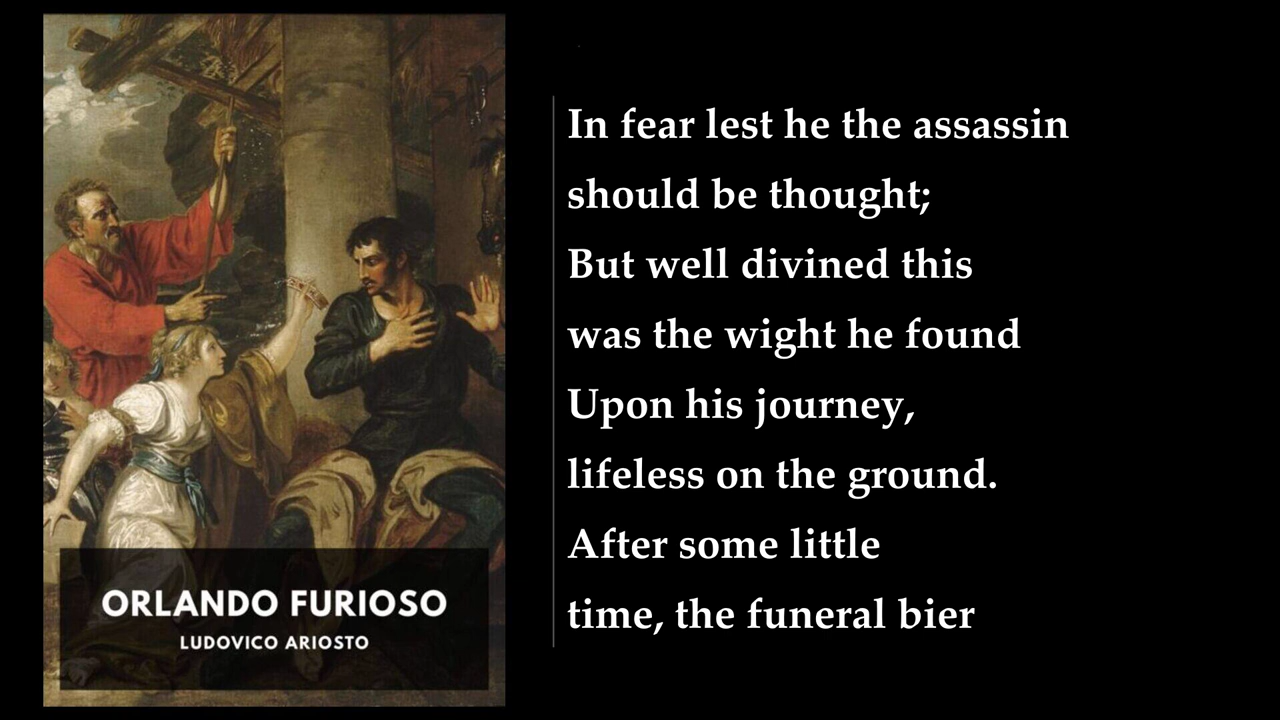 ORLANDO FURIOSO
LUDOVICO ARIOSTO
In fear lest he the assassin
should be thought;
But well divined this
was the wight he found
Upon his journey,
lifeless on the ground.
After some little
time, the funeral bier